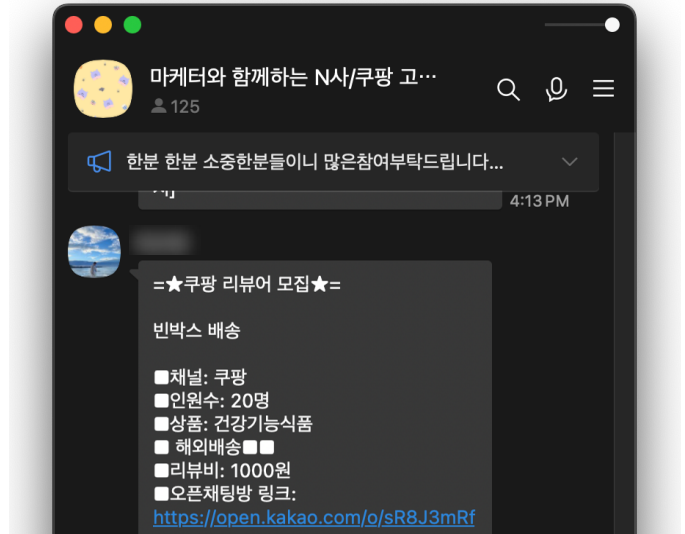 마케터와 함께하는 N사/쿠팡 고…
125
한분 한분 소중한분들이니 많은참여부탁드립니다...
4:13 PM
=★쿠팡 리뷰어 모집★=
빈박스 배송
■채널: 쿠팡
■인원수: 20명
■상품: 건강기능식품
■ 해외배송■■
■리뷰비: 1000원
■오픈채팅방 링크:
https://open.kakao.com/o/sR8J3mRf